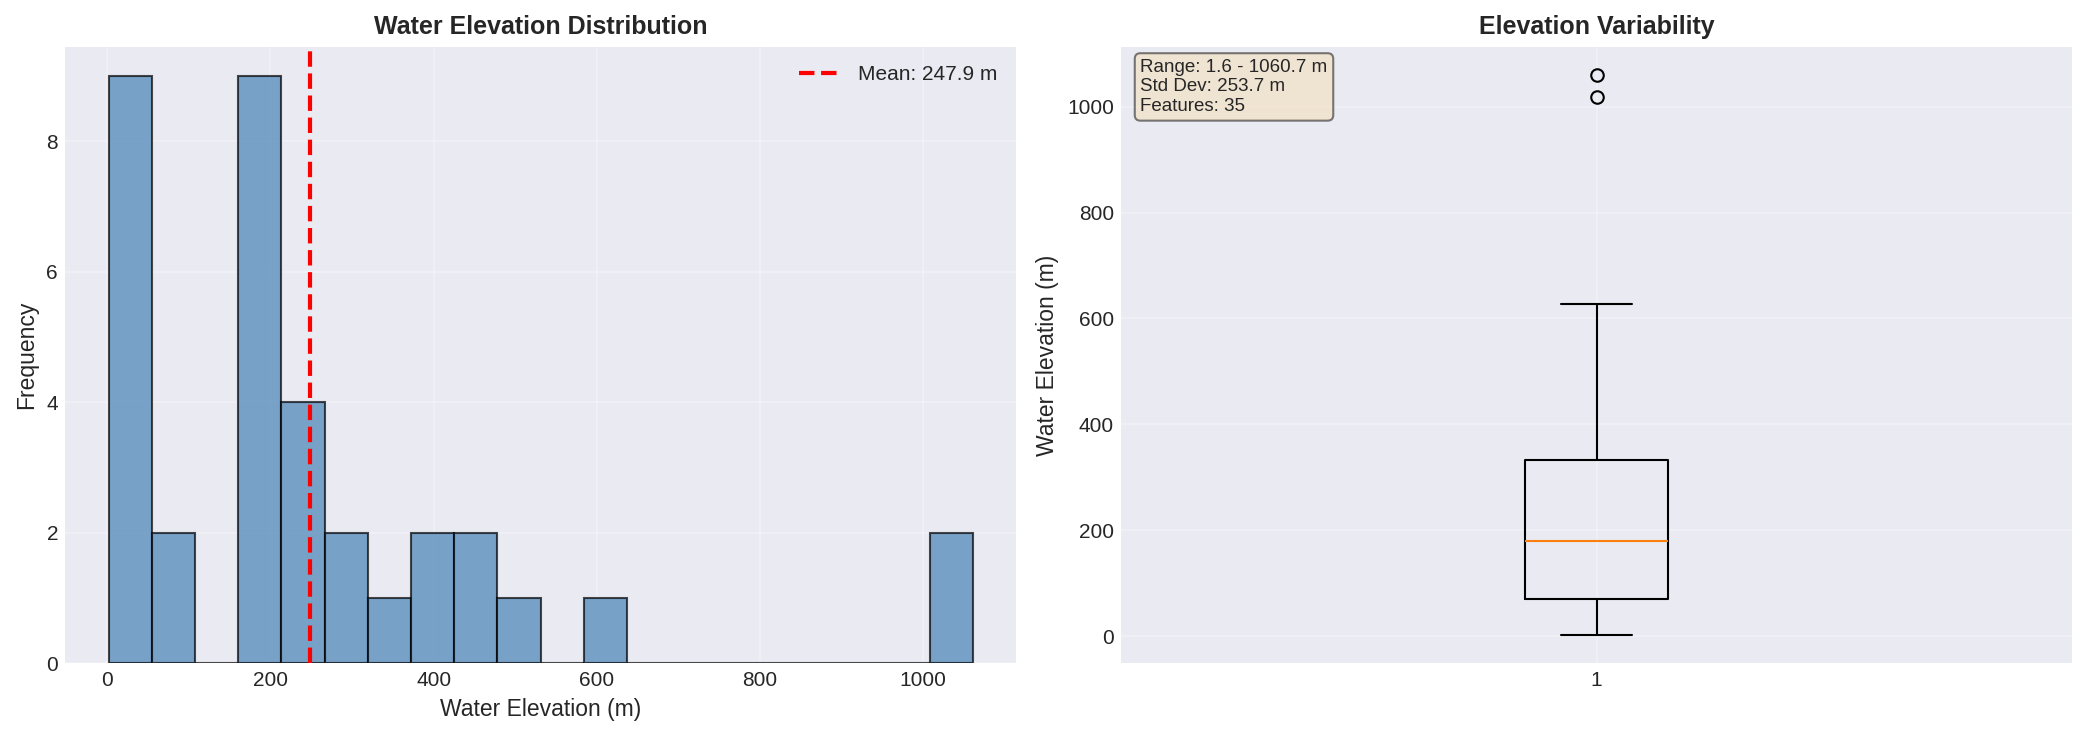 Water Elevation Distribution
Mean: 247.9 m
8
6
4
2
0
Frequency
0 200 400 600 800 1000
Water Elevation (m)
Elevation Variability
Range: 1.6 - 1060.7 m
Std Dev: 253.7 m
Features: 35
1000
800
600
400
200
0
Water Elevation (m)
1